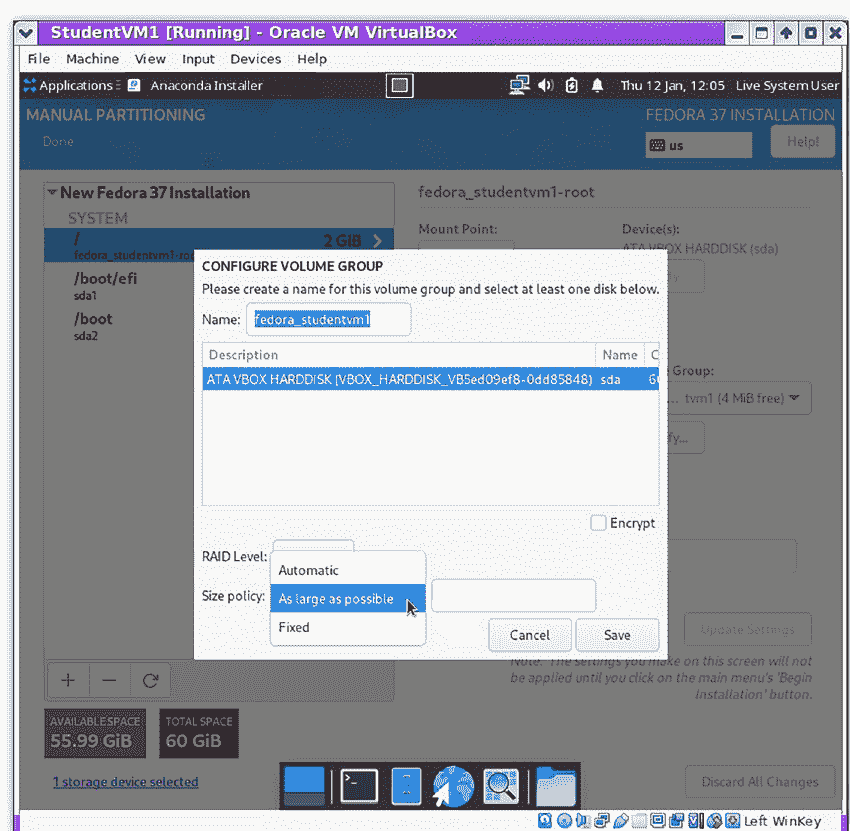 StudentVM1 [Running] - Oracle VM VirtualBox
File Machine View Input Devices Help
Applications Anaconda Installer Thu 12 Jan, 12:05 Live System User
MANUAL PARTITIONING FEDORA 37 INSTALLATION
Done us Help!
New Fedora 37 Installation fedora_studentvm1-root
SYSTEM
Mount Point: Device(s):
/ 2 GiB
fedora_studentvm1-roo ATA VBOX HARDDISK (sda)
CONFIGURE VOLUME GROUP
/boot/efi
sda1
Please create a name for this volume group and select at least one disk below.
/boot
sda2
Name: fedora_studentvm1
Description Name C
Group:
ATA VBOX HARDDISK (VBOX_HARDDISK_VB5ed09ef8-0dd85848) sda 60
... tvm1 (4 MiB free)
fy...
Encrypt
RAID Level:
Automatic
Size policy: As large as possible
Fixed
Cancel Save
Update Settings
Note: The settings you make on this screen will not
be applied until you click on the main menu's 'Begin
Installation' button.
+ −
AVAILABLE SPACE TOTAL SPACE
55.99 GiB 60 GiB
1 storage device selected
Discard All Changes
Left WinKey